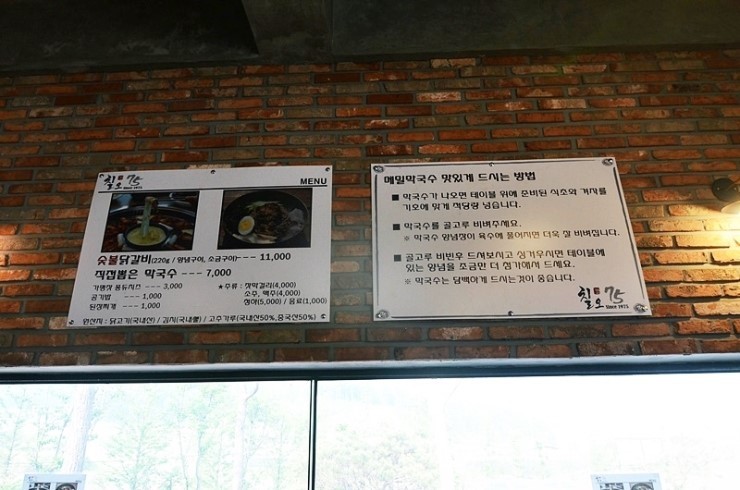 칠오 75 Since 1975
MENU
숯불닭갈비(220g / 양념구이, 소금구이)--- 11,000
직접뽑은 막국수--- 7,000
가평잣 퐁듀치즈 --- 3,000
공기밥 --- 1,000
된장찌개 --- 1,000
★주류 : 잣막걸리(4,000)
소주, 맥주(4,000)
청하(5,000) / 음료(1,000)
원산지 : 닭고기(국내산) / 김치(국내산) / 고추가루(국내산50%,중국산50%)
메밀막국수 맛있게 드시는 방법
■ 막국수가 나오면 테이블 위에 준비된 식초와 겨자를
기호에 맞게 적당량 넣습니다.
■ 막국수를 골고루 비벼주세요.
※ 막국수 양념장이 육수에 풀어지면 더욱 잘 비벼집니다.
■ 골고루 비빈후 드셔보시고 싱거우시면 테이블에
있는 양념을 조금만 더 첨가해서 드세요.
※ 막국수는 담백하게 드시는것이 좋습니다.
칠오 75 Since 1975